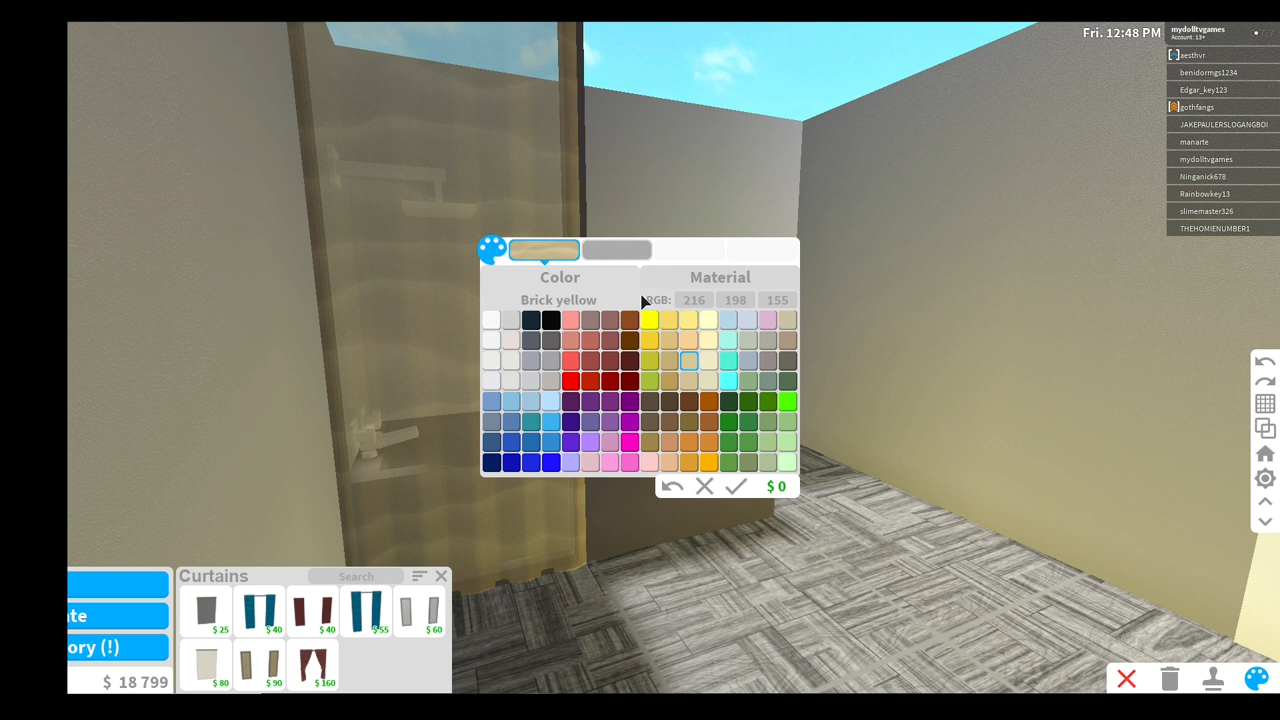 Fri. 12:48 PM
mydolltvgames
Account: 13+
aesthvr
benidormgs1234
Edgar_key123
gothfangs
JAKEPAULERSLOGANGBOI
manarte
mydolltvgames
Ninganick678
Rainbowkey13
slimemaster326
THEHOMIENUMBER1
Color
Material
Brick yellow
RGB: 216 198 155
$ 0
Curtains
Search
$ 25
$ 40
$ 40
$ 55
$ 60
$ 80
$ 90
$ 160
ate
ory (!)
$ 18 799